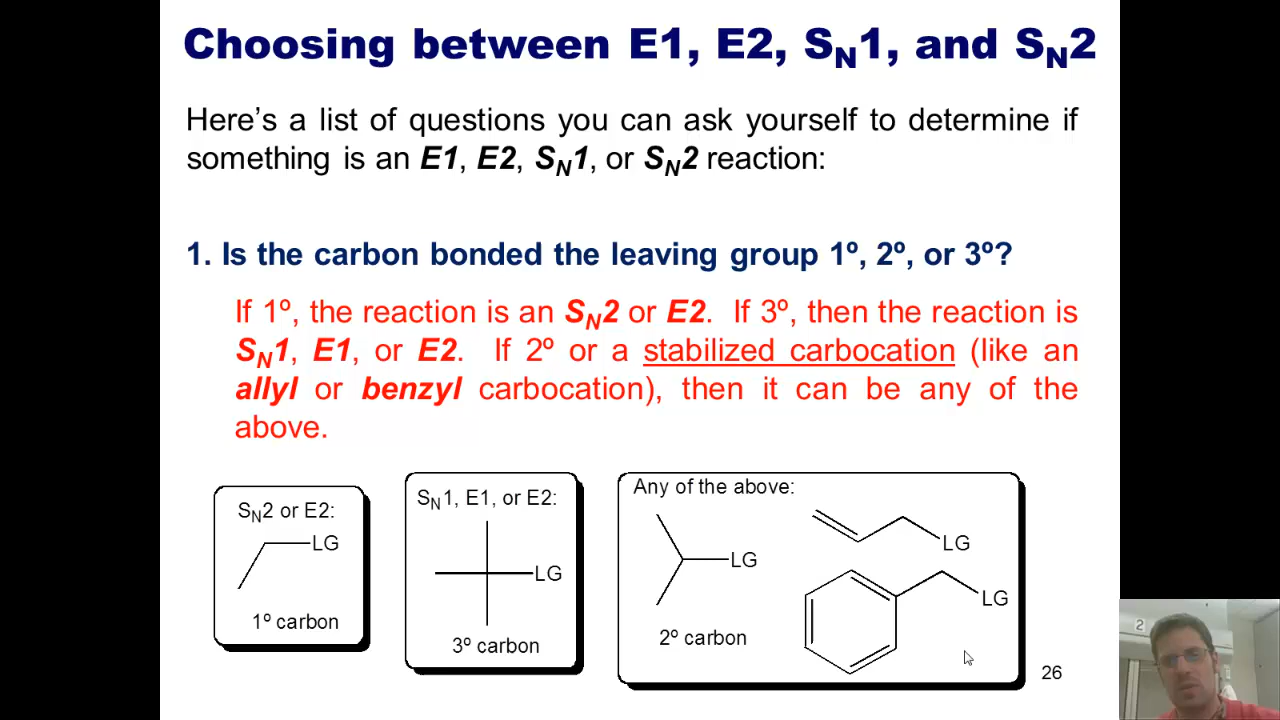 Choosing between E1, E2, SN1, and SN2
Here's a list of questions you can ask yourself to determine if
something is an E1, E2, SN1, or SN2 reaction:
1. Is the carbon bonded the leaving group 1º, 2º, or 3º?
If 1º, the reaction is an SN2 or E2. If 3º, then the reaction is
SN1, E1, or E2. If 2º or a stabilized carbocation (like an
allyl or benzyl carbocation), then it can be any of the
above.
SN2 or E2:
LG
1º carbon
SN1, E1, or E2:
LG
3º carbon
Any of the above:
LG
2º carbon
LG
LG
26
2